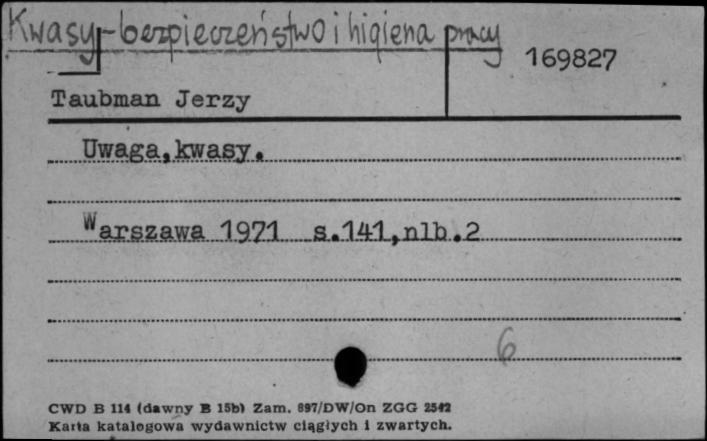 Kwasy-bezpieczeństwo i higiena pracy
169827
Taubman Jerzy
Uwaga,kwasy.
Warszawa 1971 s.141,nlb.2
6
CWD B 114 (dawny B 15b) Zam. 897/DW/On ZGG 2542
Karta katalogowa wydawnictw ciągłych i zwartych.